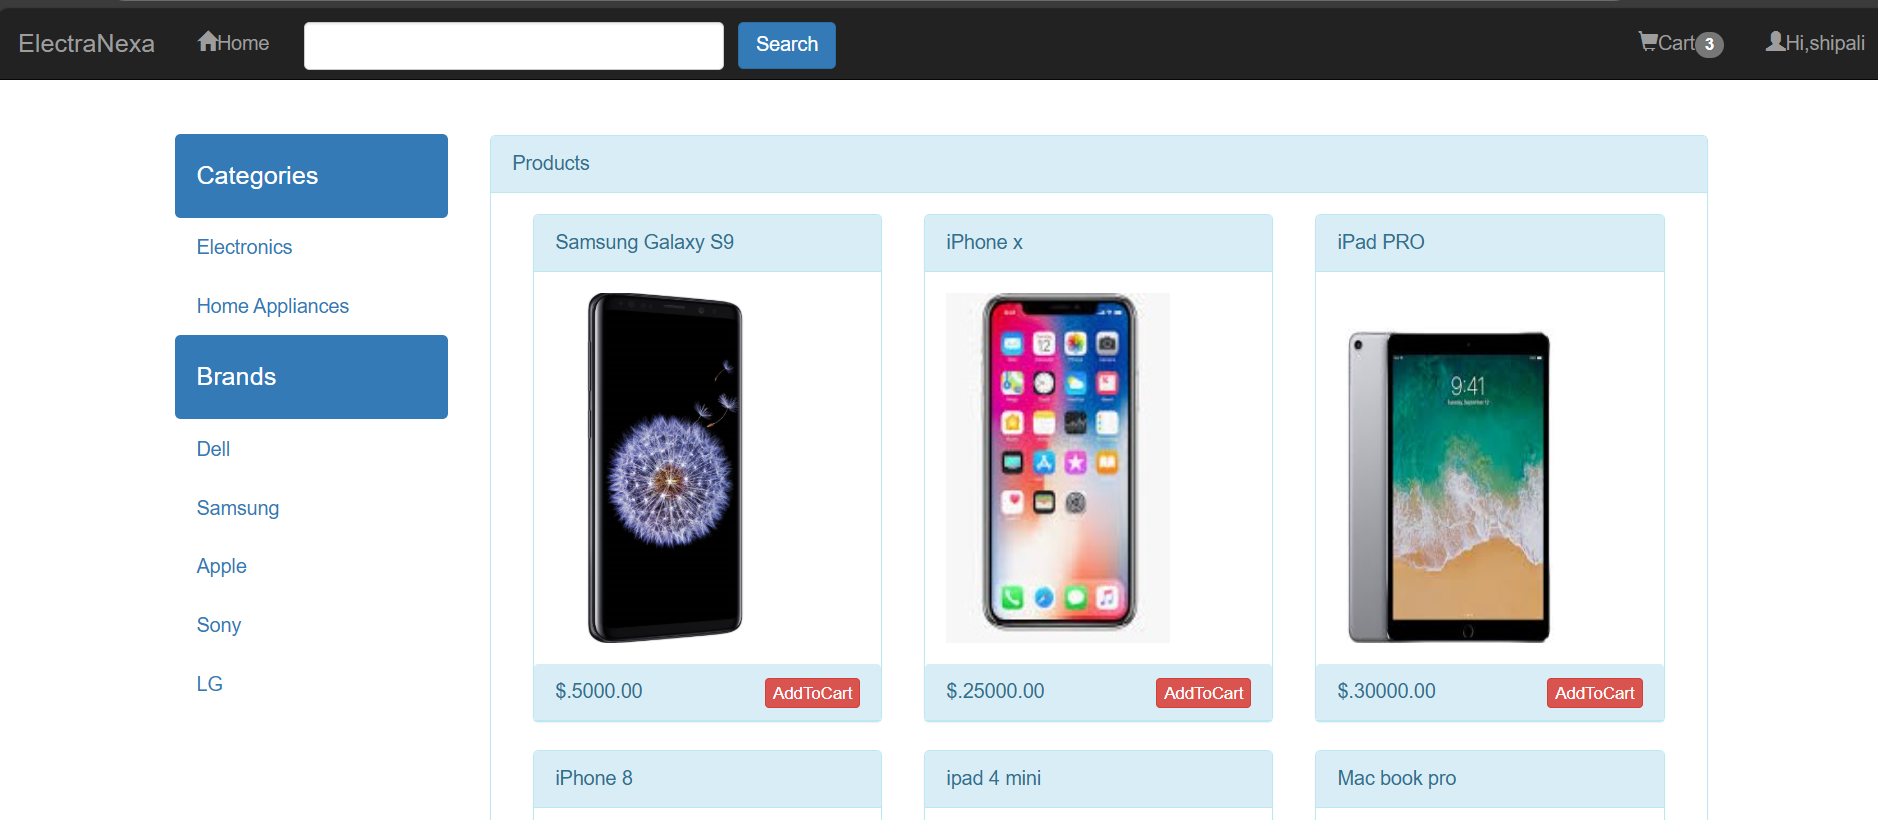 ElectraNexa Home Search Cart 3 Hi,shipali
Categories
Electronics
Home Appliances
Brands
Dell
Samsung
Apple
Sony
LG
Products
Samsung Galaxy S9
$.5000.00 AddToCart
iPhone x
$.25000.00 AddToCart
iPad PRO
9:41
$.30000.00 AddToCart
iPhone 8
ipad 4 mini
Mac book pro